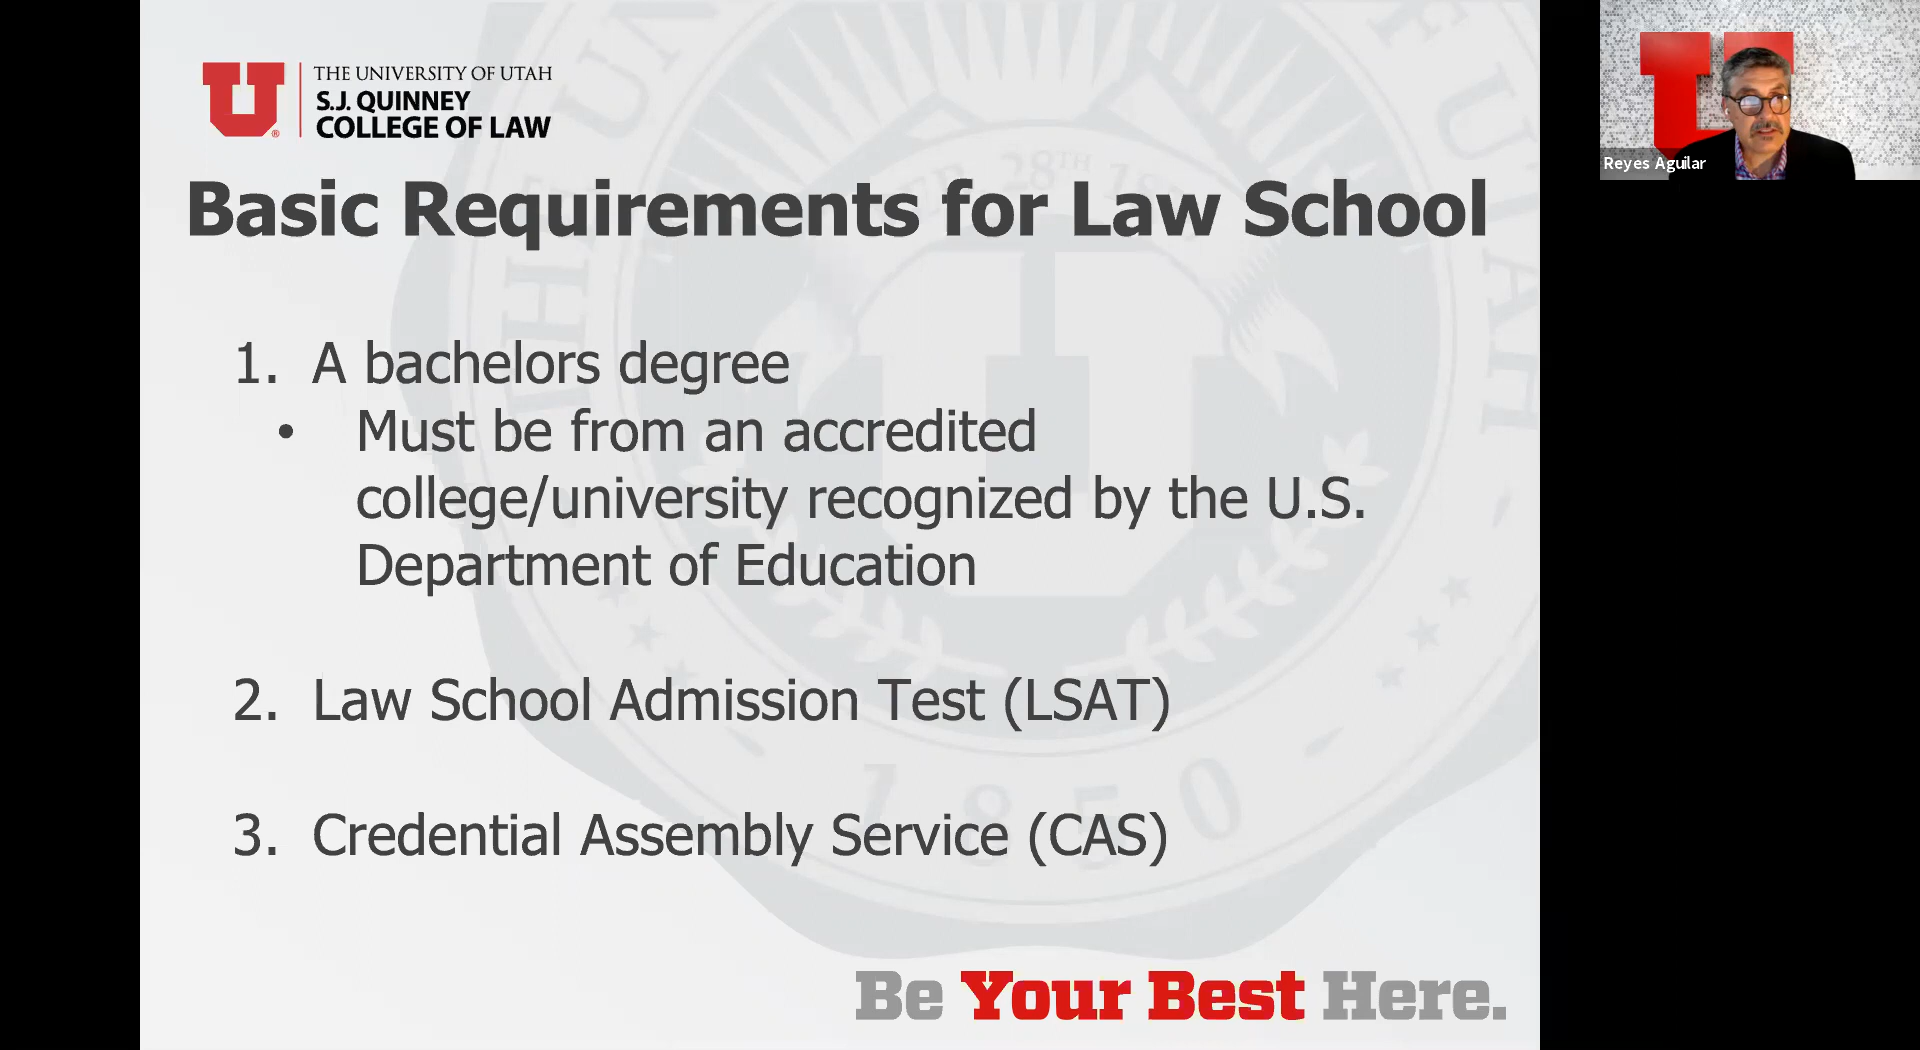 THE UNIVERSITY OF UTAH
S.J. QUINNEY
COLLEGE OF LAW
Basic Requirements for Law School
1. A bachelors degree
• Must be from an accredited
college/university recognized by the U.S.
Department of Education
2. Law School Admission Test (LSAT)
3. Credential Assembly Service (CAS)
1850
Be Your Best Here.
Reyes Aguilar